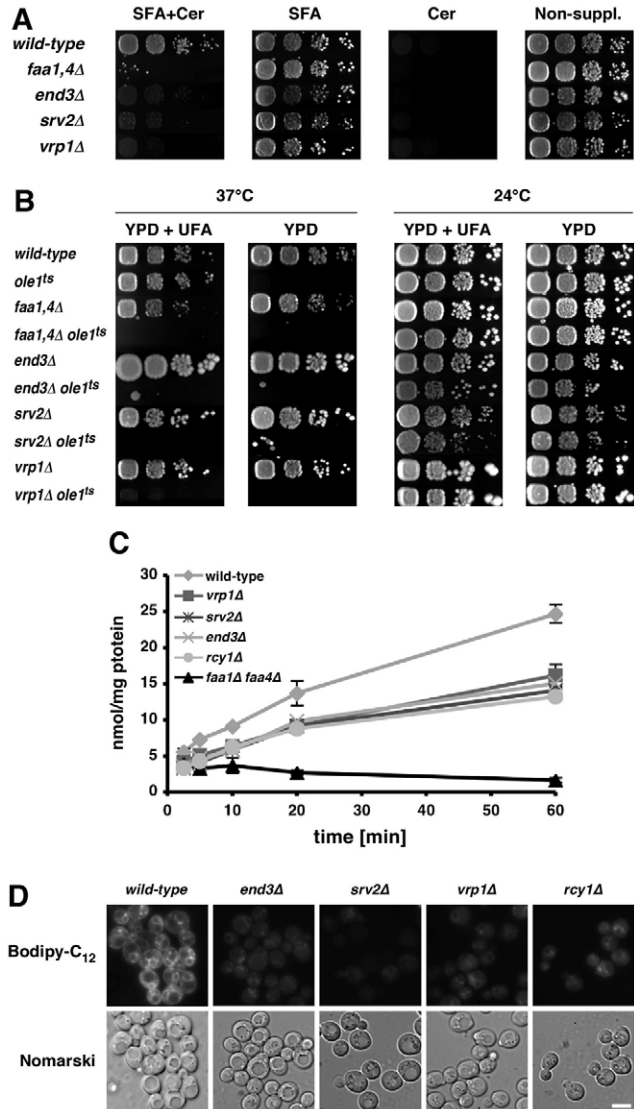 A
SFA+Cer SFA Cer Non-suppl.
wild-type
faa1,4Δ
end3Δ
srv2Δ
vrp1Δ
B
37°C 24°C
YPD + UFA YPD YPD + UFA YPD
wild-type
ole1ts
faa1,4Δ
faa1,4Δ ole1ts
end3Δ
end3Δ ole1ts
srv2Δ
srv2Δ ole1ts
vrp1Δ
vrp1Δ ole1ts
C
nmol/mg ptotein
30
25
20
15
10
5
0
wild-type
vrp1Δ
srv2Δ
end3Δ
rcy1Δ
faa1Δ faa4Δ
0 10 20 30 40 50 60
time [min]
D
wild-type end3Δ srv2Δ vrp1Δ rcy1Δ
Bodipy-C12
Nomarski